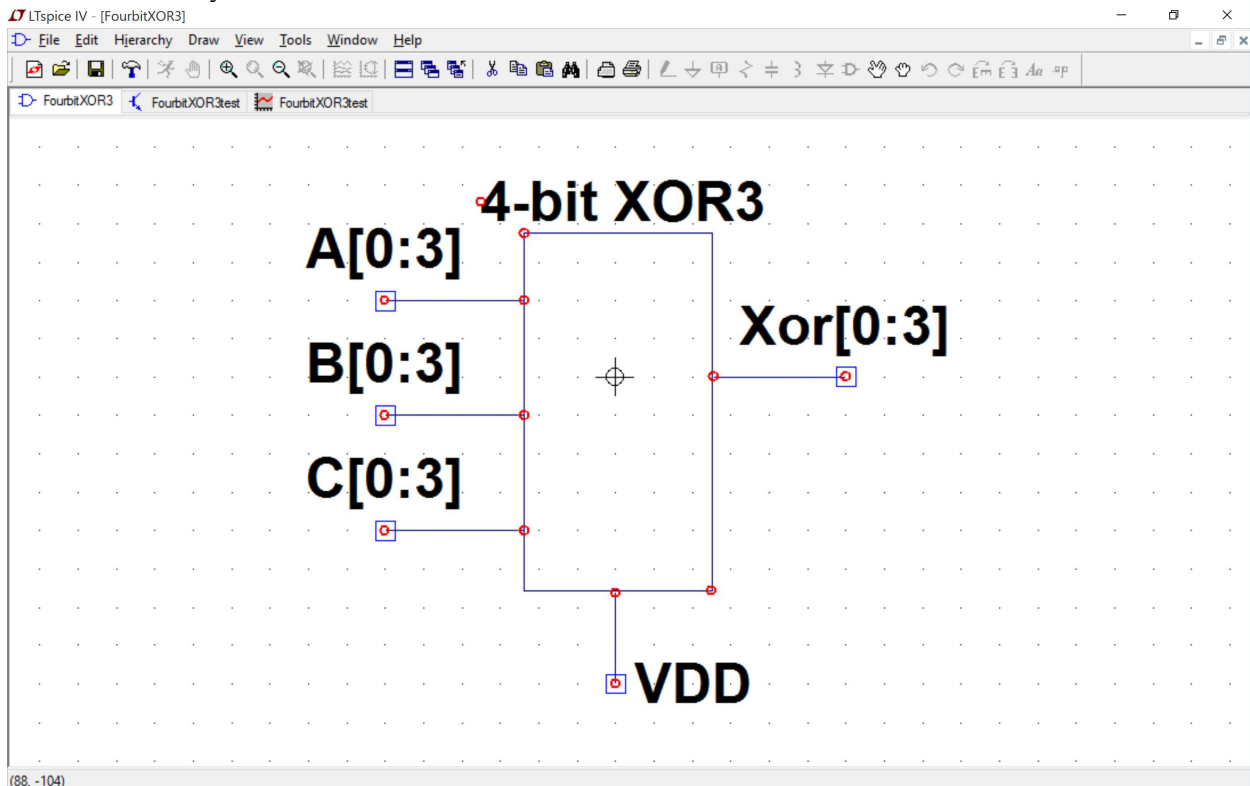 LTspice IV - [FourbitXOR3]
File Edit Hierarchy Draw View Tools Window Help
FourbitXOR3 FourbitXOR3test FourbitXOR3test
4-bit XOR3
A[0:3]
Xor[0:3]
B[0:3]
C[0:3]
VDD
(88, -104)